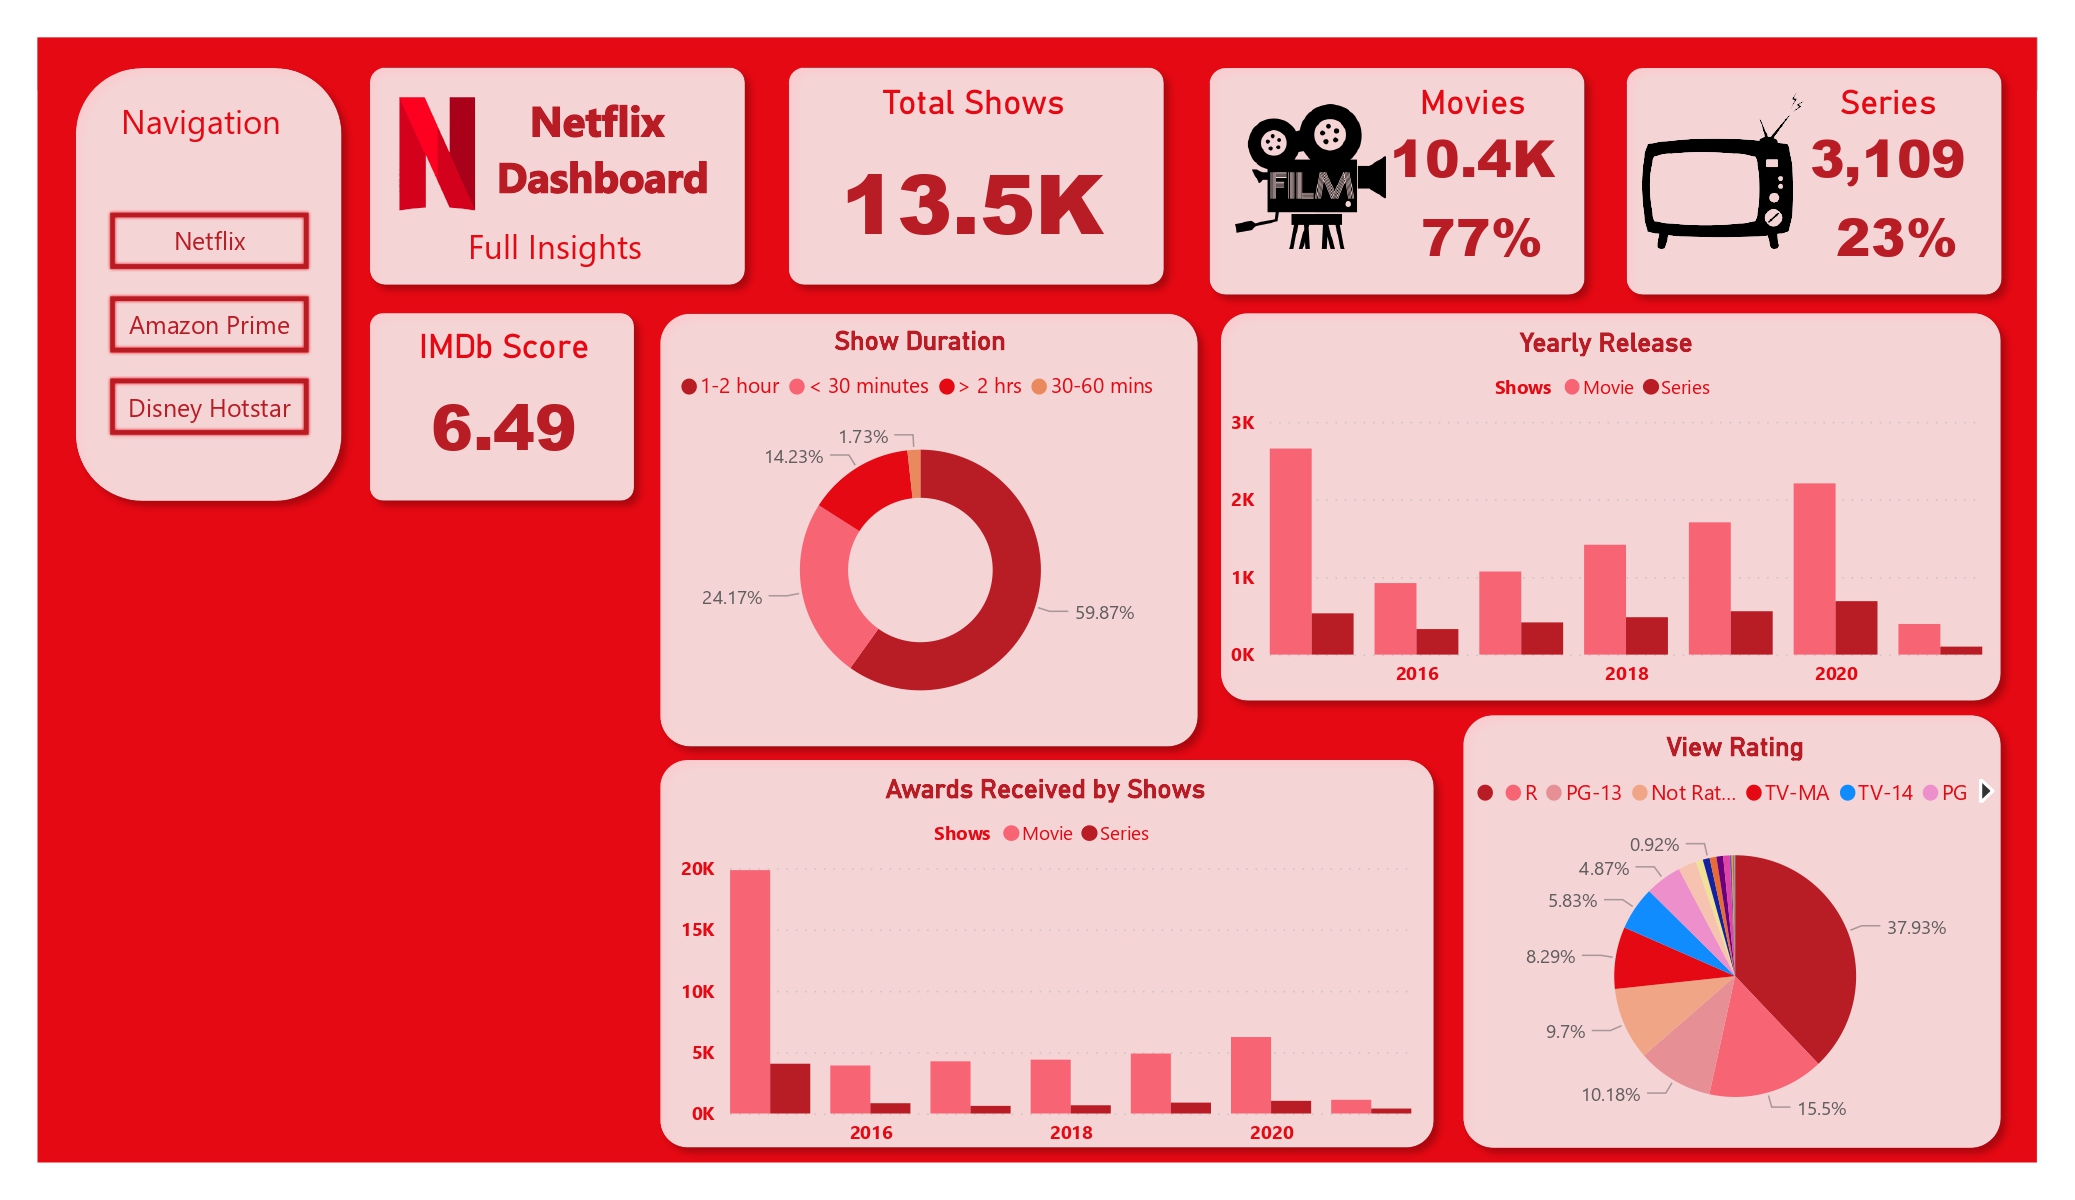 Navigation
Netflix
Amazon Prime
Disney Hotstar
Netflix
Dashboard
Full Insights
Total Shows
13.5K
FILM
Movies
10.4K
77%
Series
3,109
23%
IMDb Score
6.49
Show Duration
1-2 hour < 30 minutes > 2 hrs 30-60 mins
1.73%
14.23%
24.17%
59.87%
Yearly Release
Shows Movie Series
3K
2K
1K
0K
2016 2018 2020
Awards Received by Shows
Shows Movie Series
20K
15K
10K
5K
0K
2016 2018 2020
View Rating
R PG-13 Not Rat... TV-MA TV-14 PG
0.92%
4.87%
5.83%
8.29%
9.7%
10.18%
15.5%
37.93%